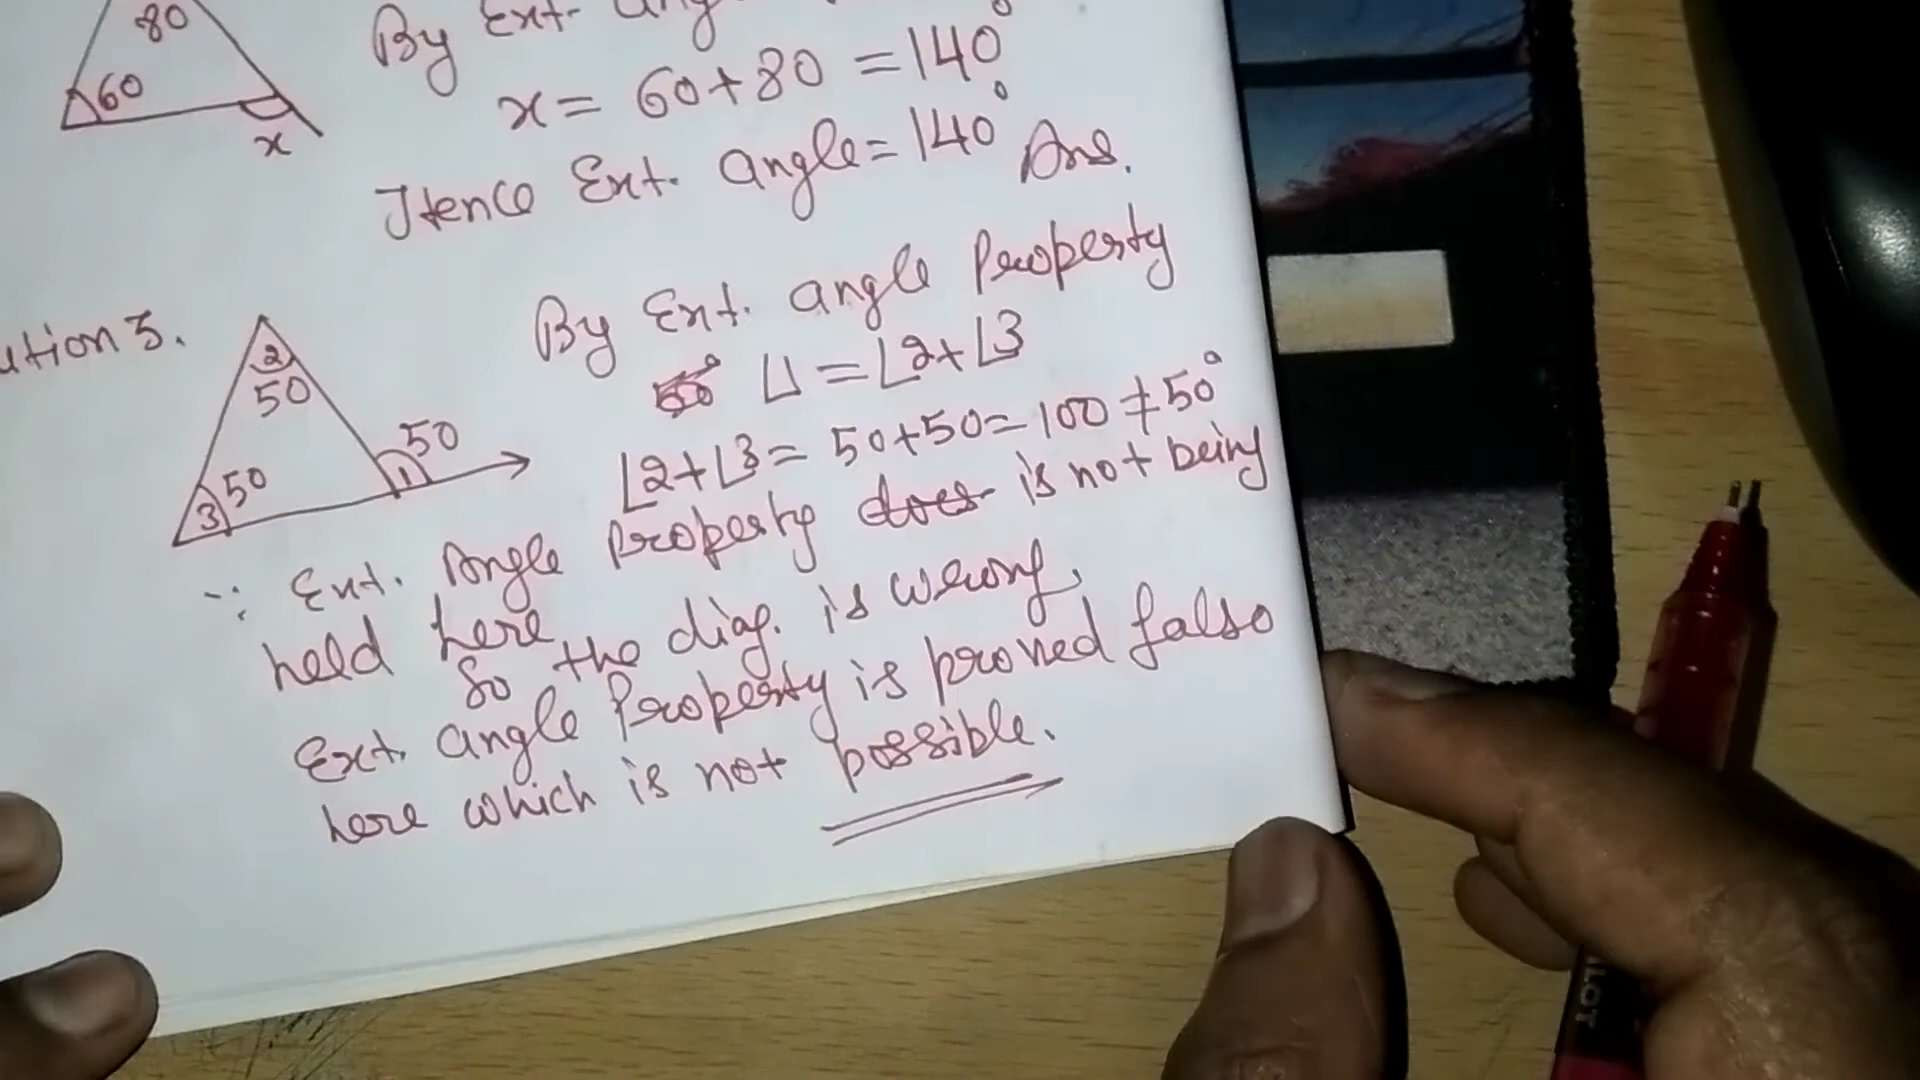 80
60
x
By Ext. ang
x = 60+80 = 140°
Hence Ext. angle = 140° Ans.
ution 3.
2
50
50
1
3
50
By Ext. angle Property
∠1 = ∠2+∠3
∠2+∠3 = 50+50 = 100 ≠ 50°
∵ Ext. Angle Property does is not being
held here
So the diag. is wrong,
Ext. angle Property is proved false
here which is not possible.
LOT